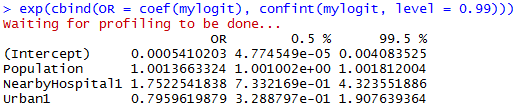 > exp(cbind(OR = coef(mylogit), confint(mylogit, level = 0.99)))
Waiting for profiling to be done...
OR 0.5 % 99.5 %
(Intercept) 0.0005410203 4.774549e-05 0.004083525
Population 1.0013663324 1.001002e+00 1.001812004
NearbyHospital1 1.7522541838 7.332169e-01 4.323551886
Urban1 0.7959619879 3.288797e-01 1.907639364